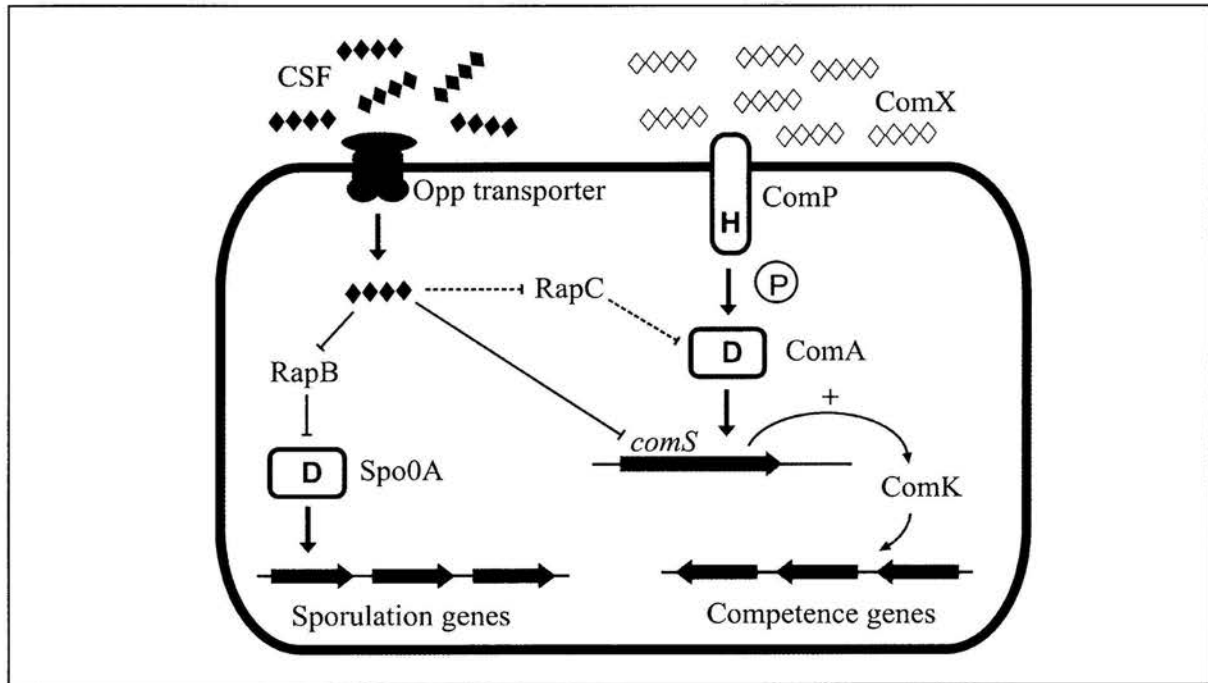 CSF
ComX
Opp transporter
ComP
H
P
RapC
D
ComA
RapB
+
comS
D
Spo0A
ComK
Sporulation genes
Competence genes